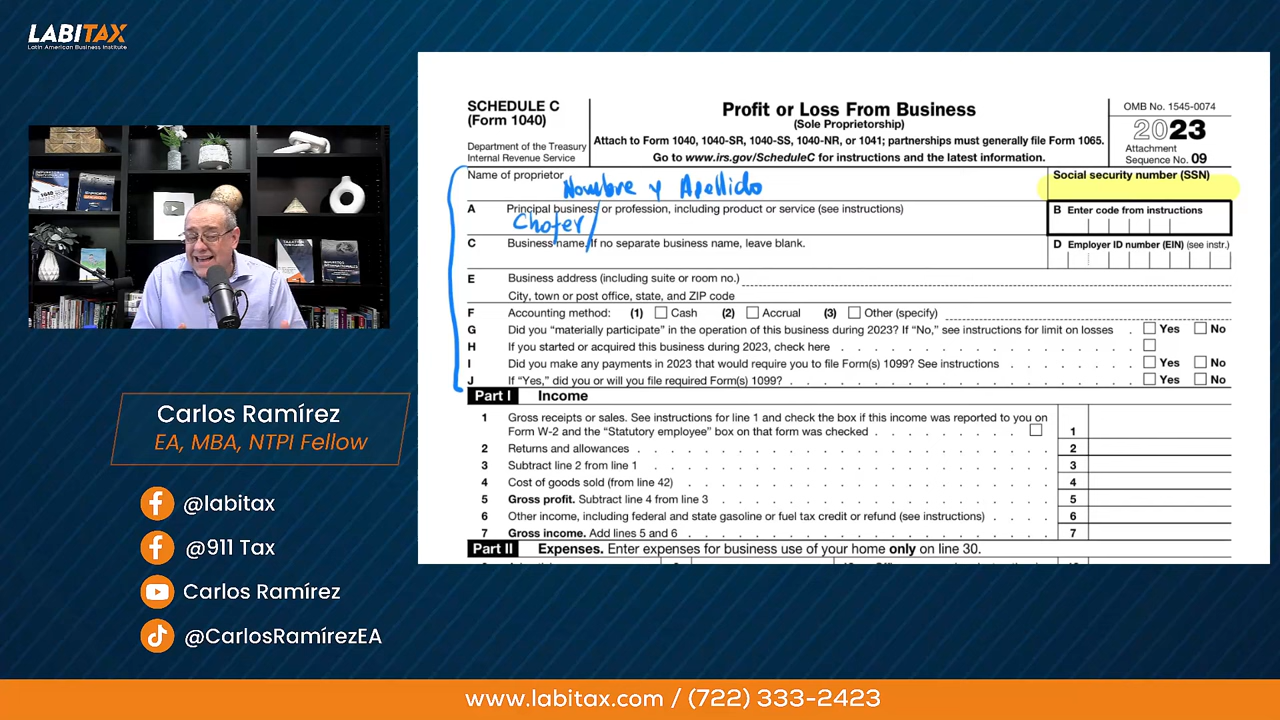 LABITAX
Latin American Business Institute
SCHEDULE C
(Form 1040)
Department of the Treasury
Internal Revenue Service
Profit or Loss From Business
(Sole Proprietorship)
Attach to Form 1040, 1040-SR, 1040-SS, 1040-NR, or 1041; partnerships must generally file Form 1065.
Go to www.irs.gov/ScheduleC for instructions and the latest information.
OMB No. 1545-0074
2023
Attachment
Sequence No. 09
Name of proprietor
Nombre y Apellido
Social security number (SSN)
A Principal business or profession, including product or service (see instructions)
Chofer/
B Enter code from instructions
C Business name. If no separate business name, leave blank.
D Employer ID number (EIN) (see instr.)
E Business address (including suite or room no.)
City, town or post office, state, and ZIP code
F Accounting method: (1) Cash (2) Accrual (3) Other (specify)
G Did you “materially participate” in the operation of this business during 2023? If “No,” see instructions for limit on losses . Yes No
H If you started or acquired this business during 2023, check here
I Did you make any payments in 2023 that would require you to file Form(s) 1099? See instructions Yes No
J If “Yes,” did you or will you file required Form(s) 1099? Yes No
Part I Income
1 Gross receipts or sales. See instructions for line 1 and check the box if this income was reported to you on
Form W-2 and the “Statutory employee” box on that form was checked 1
2 Returns and allowances 2
3 Subtract line 2 from line 1 3
4 Cost of goods sold (from line 42) 4
5 Gross profit. Subtract line 4 from line 3 5
6 Other income, including federal and state gasoline or fuel tax credit or refund (see instructions) 6
7 Gross income. Add lines 5 and 6 7
Part II Expenses. Enter expenses for business use of your home only on line 30.
Carlos Ramírez
EA, MBA, NTPI Fellow
@labitax
@911 Tax
Carlos Ramírez
@CarlosRamírezEA
www.labitax.com / (722) 333-2423